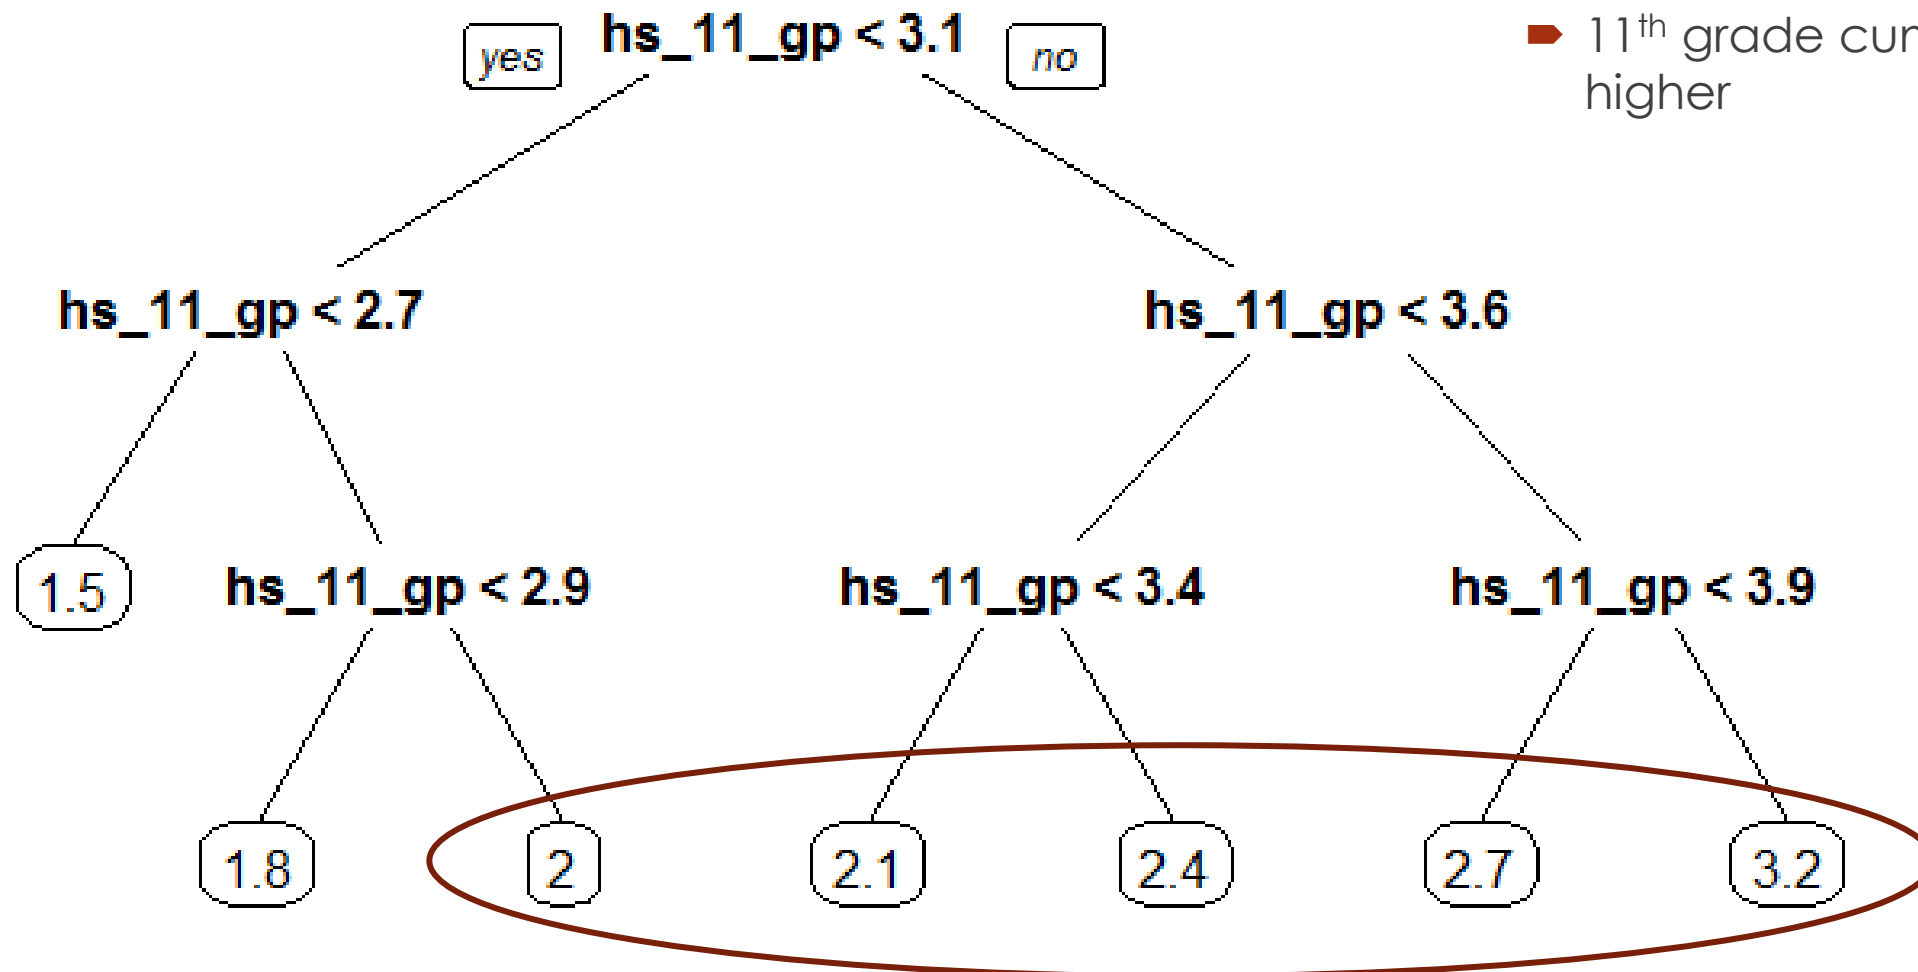 yes
hs_11_gp < 3.1
no
11th grade
higher
hs_11_gp < 2.7
hs_11_gp < 3.6
1.5
hs_11_gp < 2.9
hs_11_gp < 3.4
hs_11_gp < 3.9
1.8
2
2.1
2.4
2.7
3.2